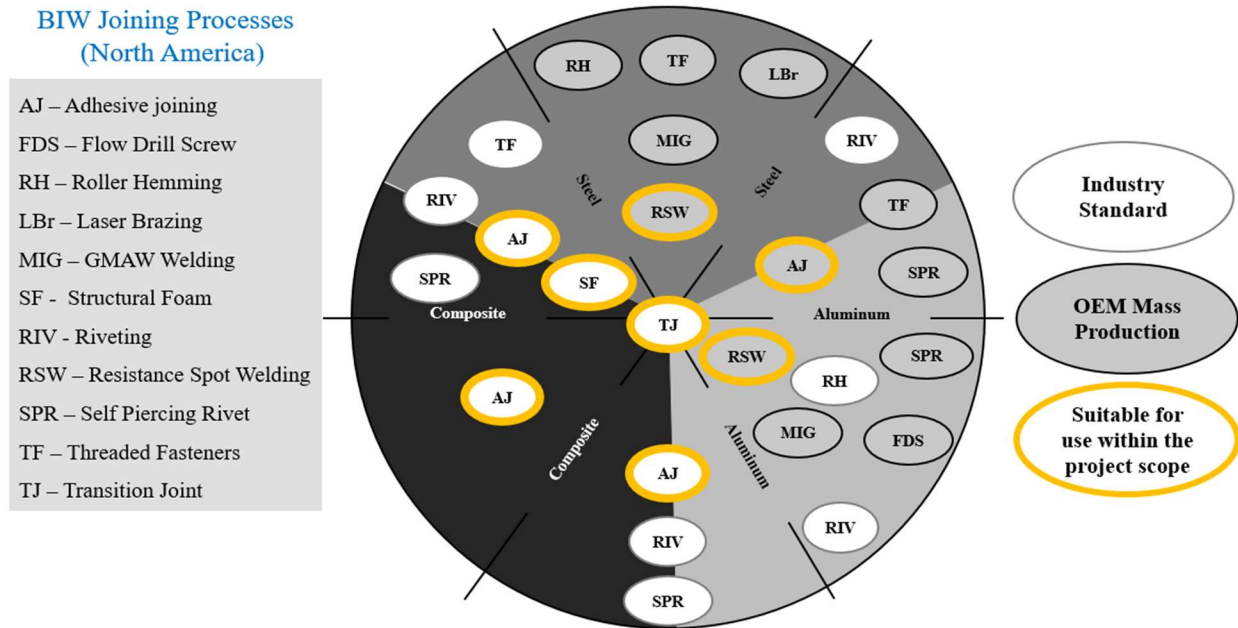 BIW Joining Processes
(North America)
AJ – Adhesive joining
FDS – Flow Drill Screw
RH – Roller Hemming
LBr – Laser Brazing
MIG – GMAW Welding
SF - Structural Foam
RIV - Riveting
RSW – Resistance Spot Welding
SPR – Self Piercing Rivet
TF – Threaded Fasteners
TJ – Transition Joint
RH
TF
LBr
TF
MIG
RIV
Steel
Steel
RIV
RSW
TF
AJ
AJ
SPR
SF
SPR
Composite
TJ
Aluminum
RSW
SPR
RH
AJ
Composite
Aluminum
MIG
FDS
AJ
RIV
RIV
SPR
Industry
Standard
OEM Mass
Production
Suitable for
use within the
project scope